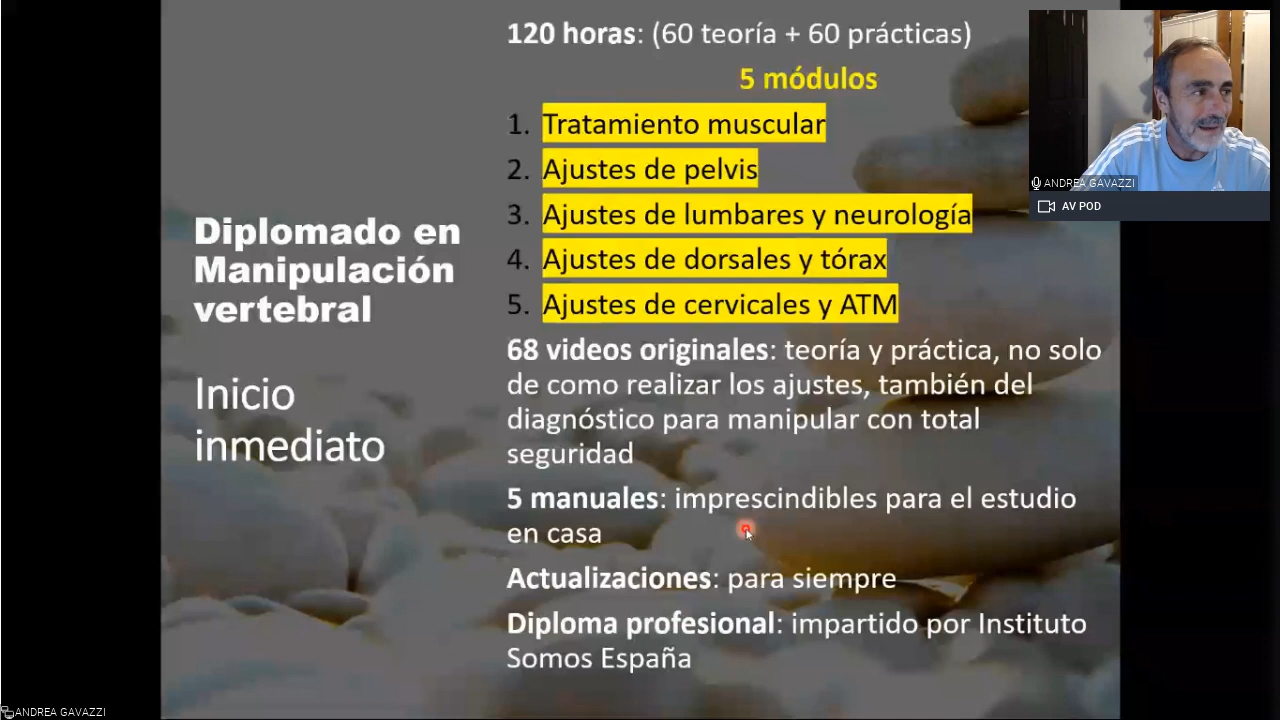 120 horas: (60 teoría + 60 prácticas)
5 módulos
1. Tratamiento muscular
2. Ajustes de pelvis
3. Ajustes de lumbares y neurología
4. Ajustes de dorsales y tórax
5. Ajustes de cervicales y ATM
Diplomado en
Manipulación
vertebral
Inicio
inmediato
68 videos originales: teoría y práctica, no solo
de como realizar los ajustes, también del
diagnóstico para manipular con total
seguridad
5 manuales: imprescindibles para el estudio
en casa
Actualizaciones: para siempre
Diploma profesional: impartido por Instituto
Somos España
ANDREA GAVAZZI
AV POD
ANDREA GAVAZZI